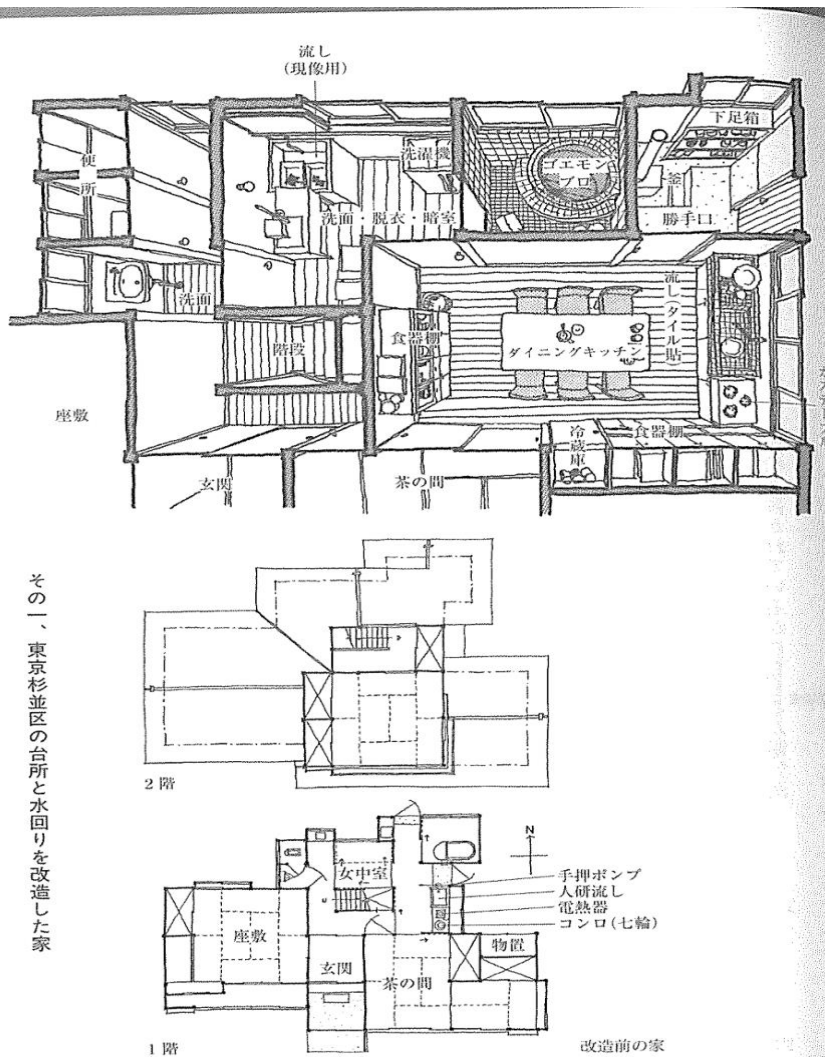 流し
(現像用)
下足箱
便所
洗濯機
ゴエモンブロ
釜
洗面・脱衣・暗室
勝手口
洗面
階段
食器棚
ダイニングキッチン
流し(タイル貼)
座敷
冷蔵庫
食器棚
玄関
茶の間
その一、東京杉並区の台所と水回りを改造した家
2階
N
女中室
手押ポンプ
人研流し
電熱器
コンロ(七輪)
座敷
物置
玄関
茶の間
1階
改造前の家